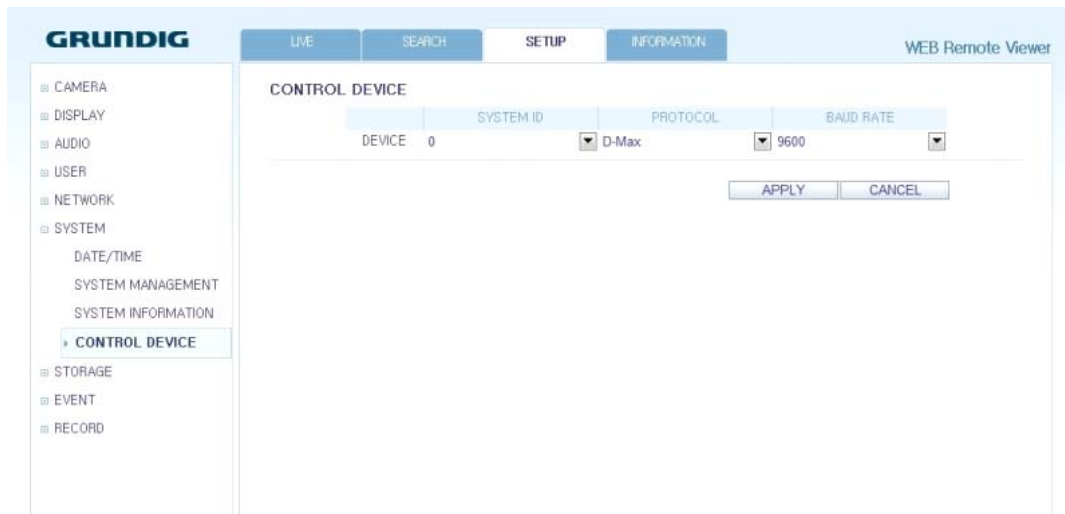 GRUNDIG
LIVE SEARCH SETUP INFORMATION
WEB Remote Viewer
CAMERA
DISPLAY
AUDIO
USER
NETWORK
SYSTEM
DATE/TIME
SYSTEM MANAGEMENT
SYSTEM INFORMATION
CONTROL DEVICE
STORAGE
EVENT
RECORD
CONTROL DEVICE
SYSTEM ID PROTOCOL BAUD RATE
DEVICE 0 D-Max 9600
APPLY CANCEL